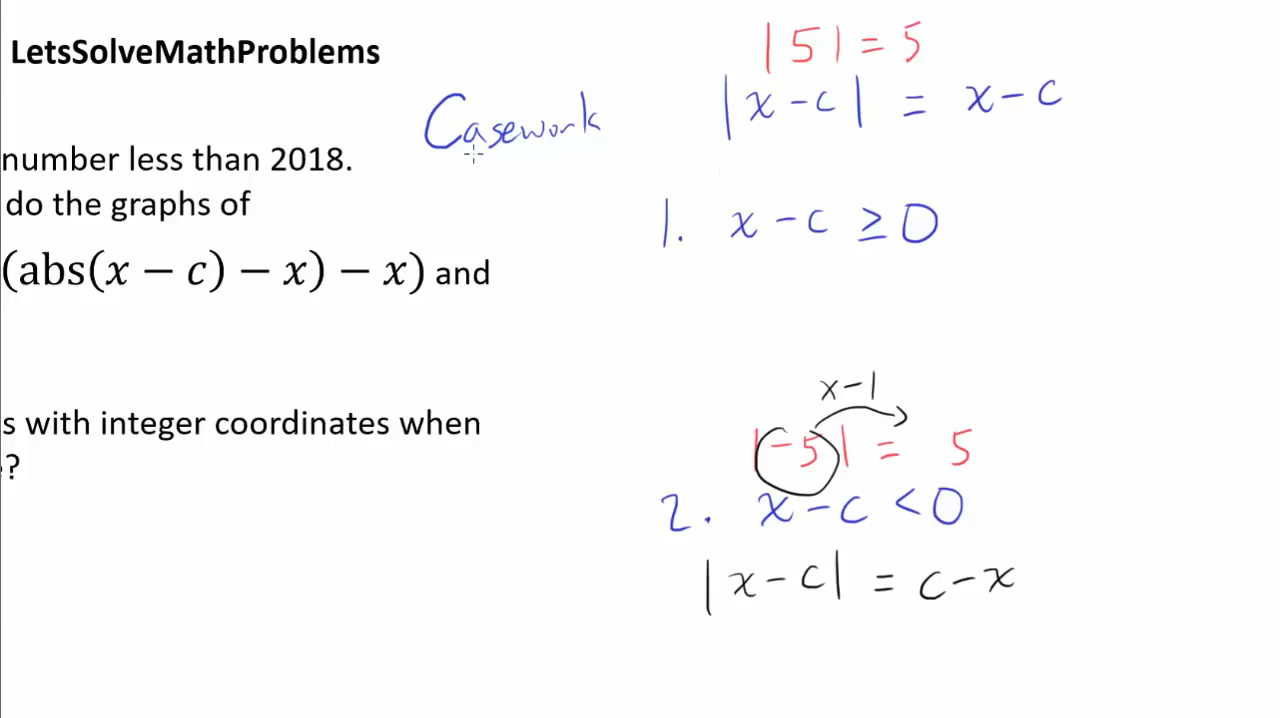 LetsSolveMathProblems
number less than 2018.
do the graphs of
(abs(x − c) − x) − x) and
s with integer coordinates when
?
Casework
|5| = 5
|x − c| = x − c
1. x − c ≥ 0
x − 1
|−5| = 5
2. x − c < 0
|x − c| = c − x